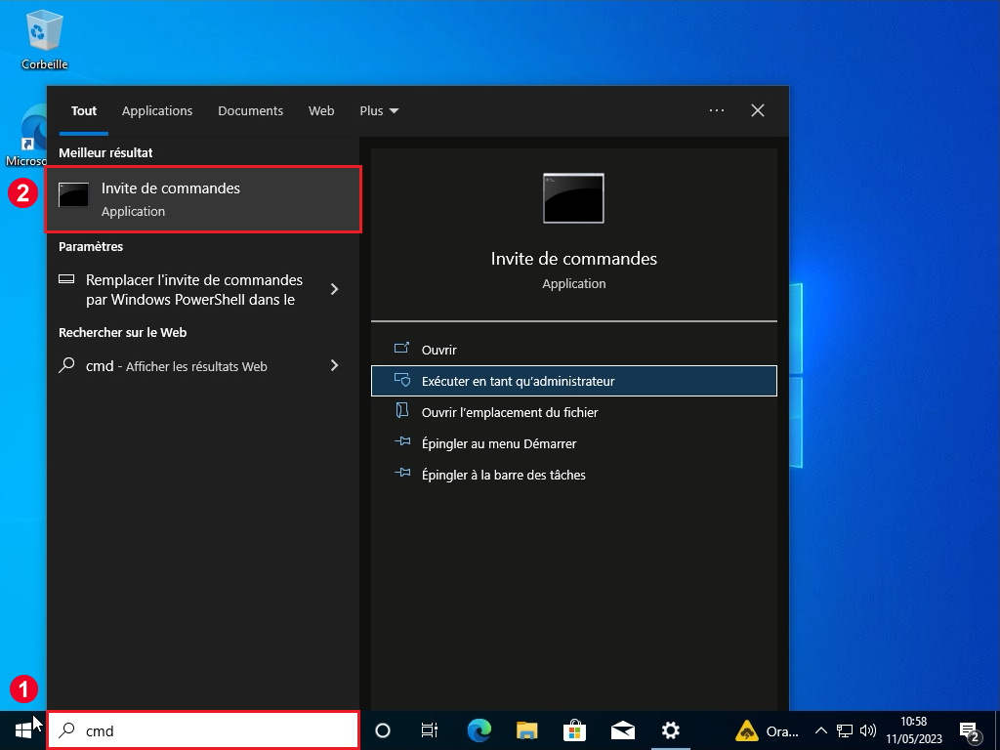 Corbeille
Tout Applications Documents Web Plus ...
Microso
Meilleur résultat
2
Invite de commandes
Application
Paramètres
Remplacer l'invite de commandes
par Windows PowerShell dans le
Rechercher sur le Web
cmd - Afficher les résultats Web
Invite de commandes
Application
Ouvrir
Exécuter en tant qu'administrateur
Ouvrir l'emplacement du fichier
Épingler au menu Démarrer
Épingler à la barre des tâches
1
cmd
Ora...
10:58
11/05/2023
2